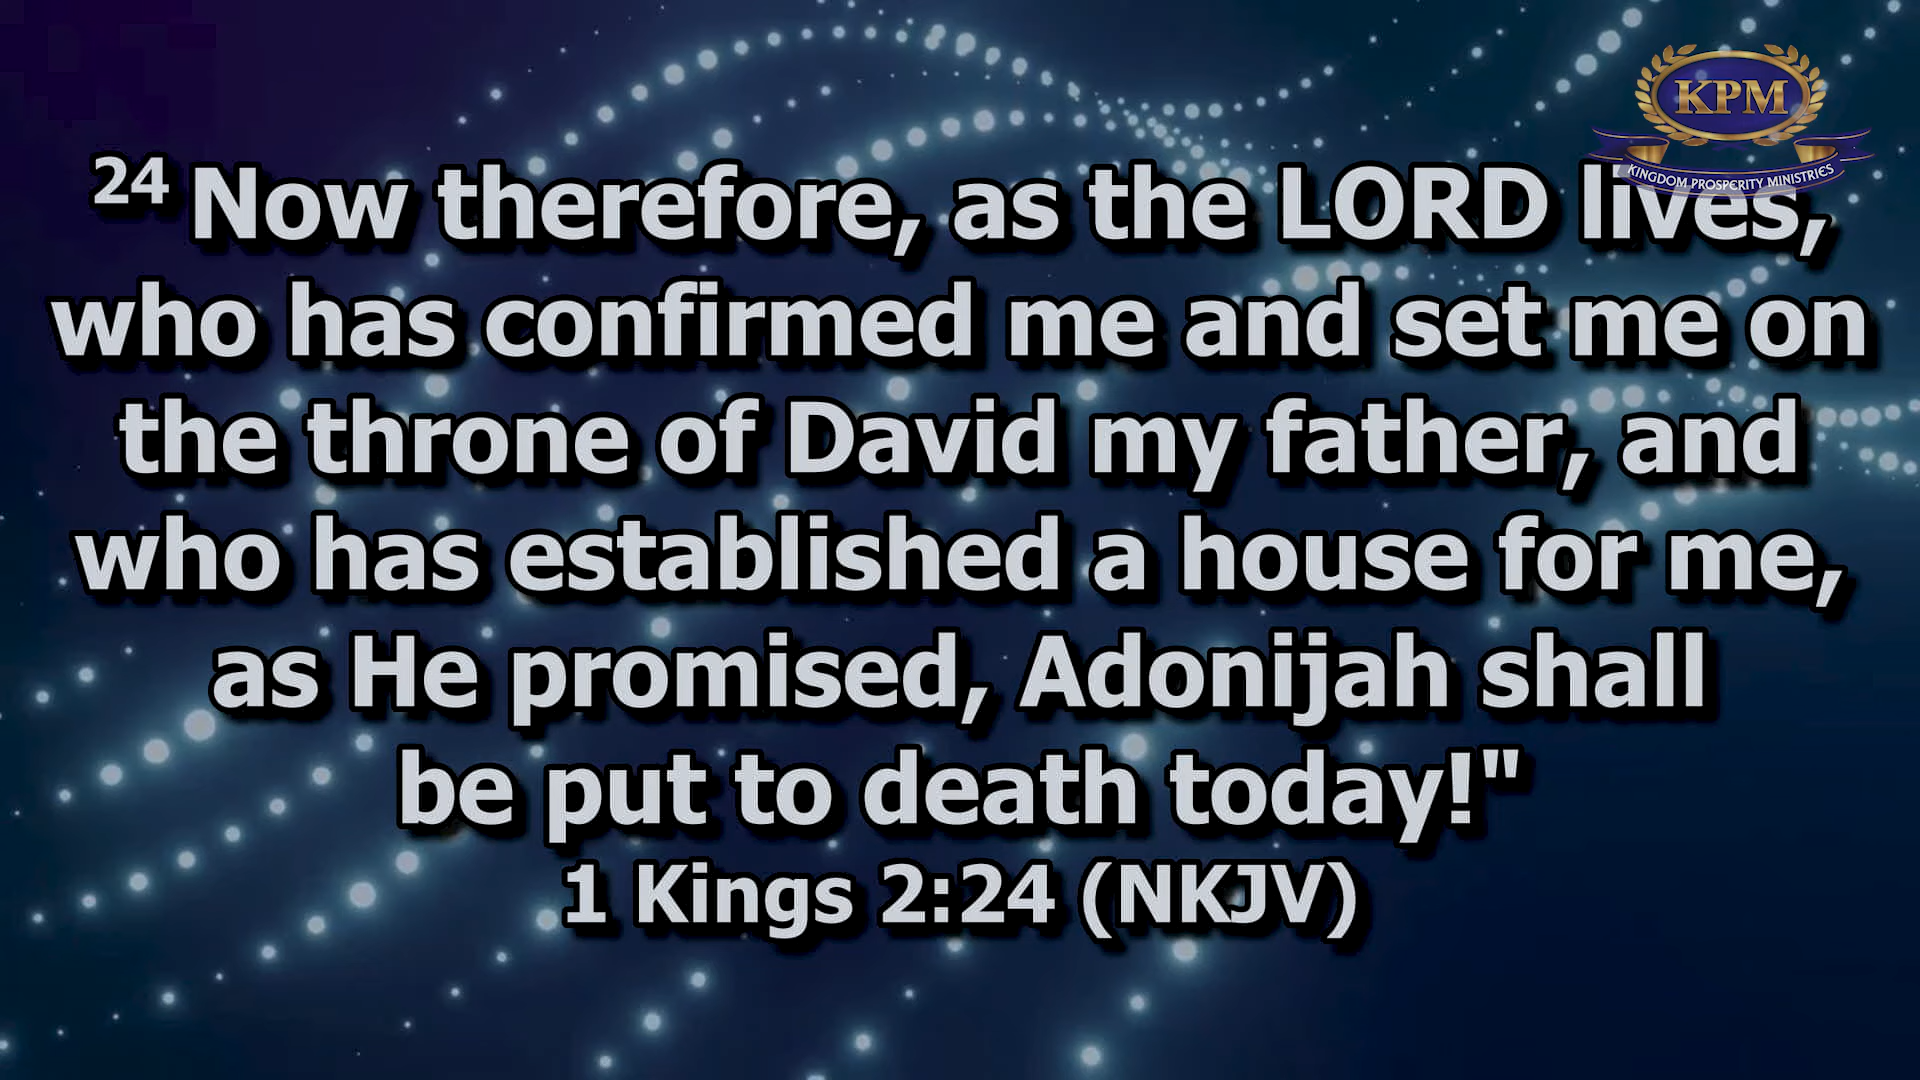 KPM
KINGDOM PROSPERITY MINISTRIES
24 Now therefore, as the LORD lives,
who has confirmed me and set me on
the throne of David my father, and
who has established a house for me,
as He promised, Adonijah shall
be put to death today!"
1 Kings 2:24 (NKJV)